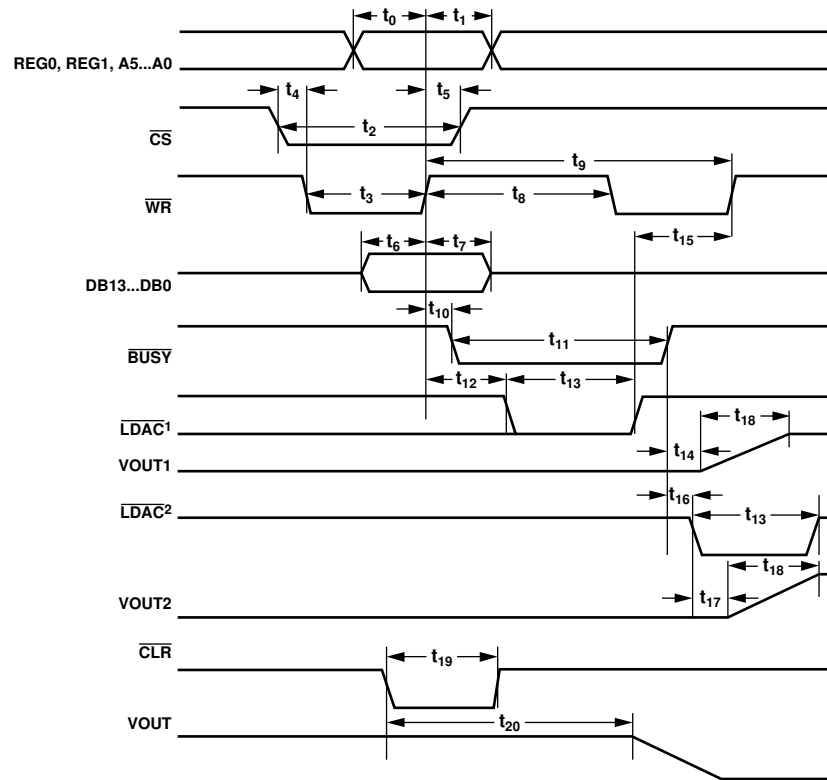 t0 t1
REG0, REG1, A5...A0
t4 t5
t2
CS
t9
t3 t8
WR
t15
t6 t7
DB13...DB0
t10
t11
BUSY
t12 t13
LDAC1
t18
t14
VOUT1
t16
LDAC2
t13
t18
t17
VOUT2
CLR
t19
VOUT
t20